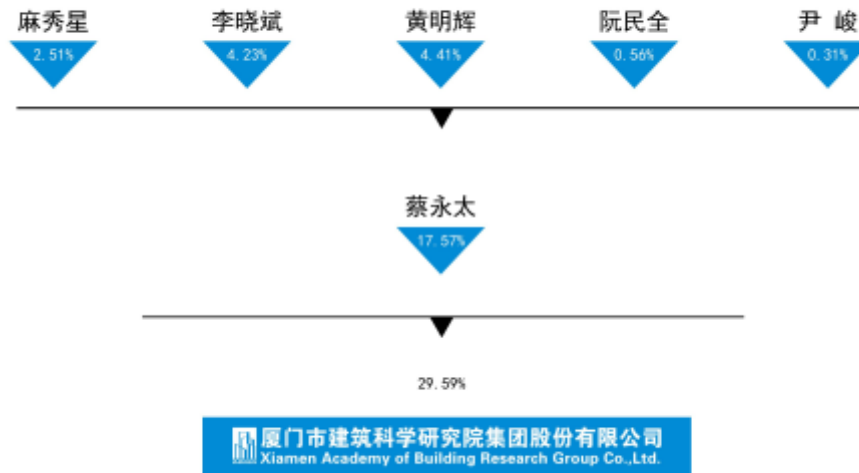 麻秀星 李晓斌 黄明辉 阮民全 尹 峻
2.51% 4.23% 4.41% 0.56% 0.31%
蔡永太
17.57%
29.59%
厦门市建筑科学研究院集团股份有限公司
Xiamen Academy of Building Research Group Co.,Ltd.